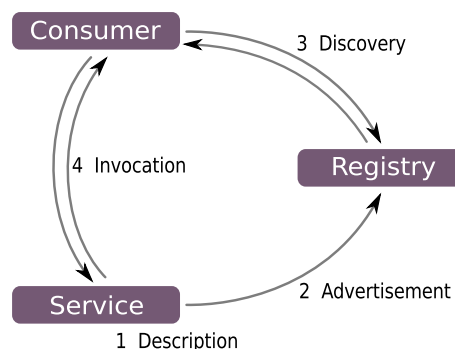 Consumer
3 Discovery
4 Invocation
Registry
Service
2 Advertisement
1 Description